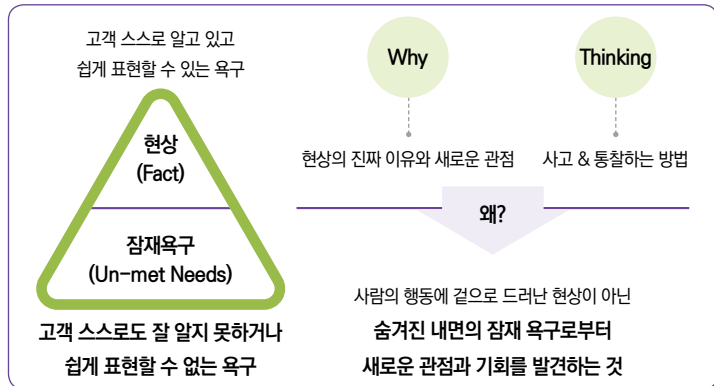 고객 스스로 알고 있고
쉽게 표현할 수 있는 욕구
현상
(Fact)
잠재욕구
(Un-met Needs)
고객 스스로도 잘 알지 못하거나
쉽게 표현할 수 없는 욕구
Why
현상의 진짜 이유와 새로운 관점
Thinking
사고 & 통찰하는 방법
왜?
사람의 행동에 겉으로 드러난 현상이 아닌
숨겨진 내면의 잠재 욕구로부터
새로운 관점과 기회를 발견하는 것